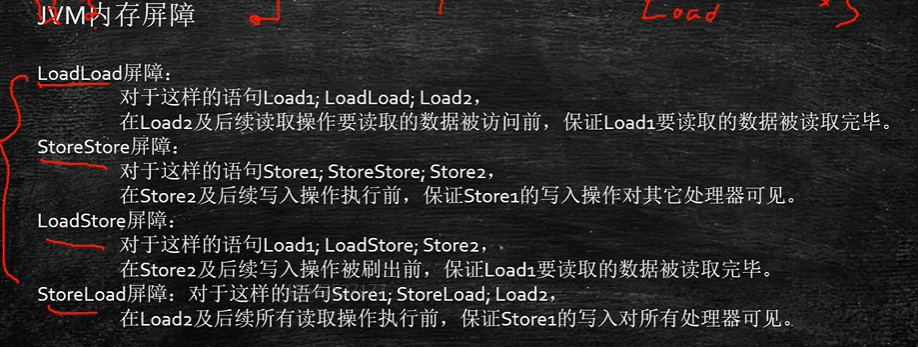 Load
JVM内存屏障
LoadLoad屏障：
对于这样的语句Load1; LoadLoad; Load2，
在Load2及后续读取操作要读取的数据被访问前，保证Load1要读取的数据被读取完毕。
StoreStore屏障：
对于这样的语句Store1; StoreStore; Store2，
在Store2及后续写入操作执行前，保证Store1的写入操作对其它处理器可见。
LoadStore屏障：
对于这样的语句Load1; LoadStore; Store2，
在Store2及后续写入操作被刷出前，保证Load1要读取的数据被读取完毕。
StoreLoad屏障：对于这样的语句Store1; StoreLoad; Load2，
在Load2及后续所有读取操作执行前，保证Store1的写入对所有处理器可见。